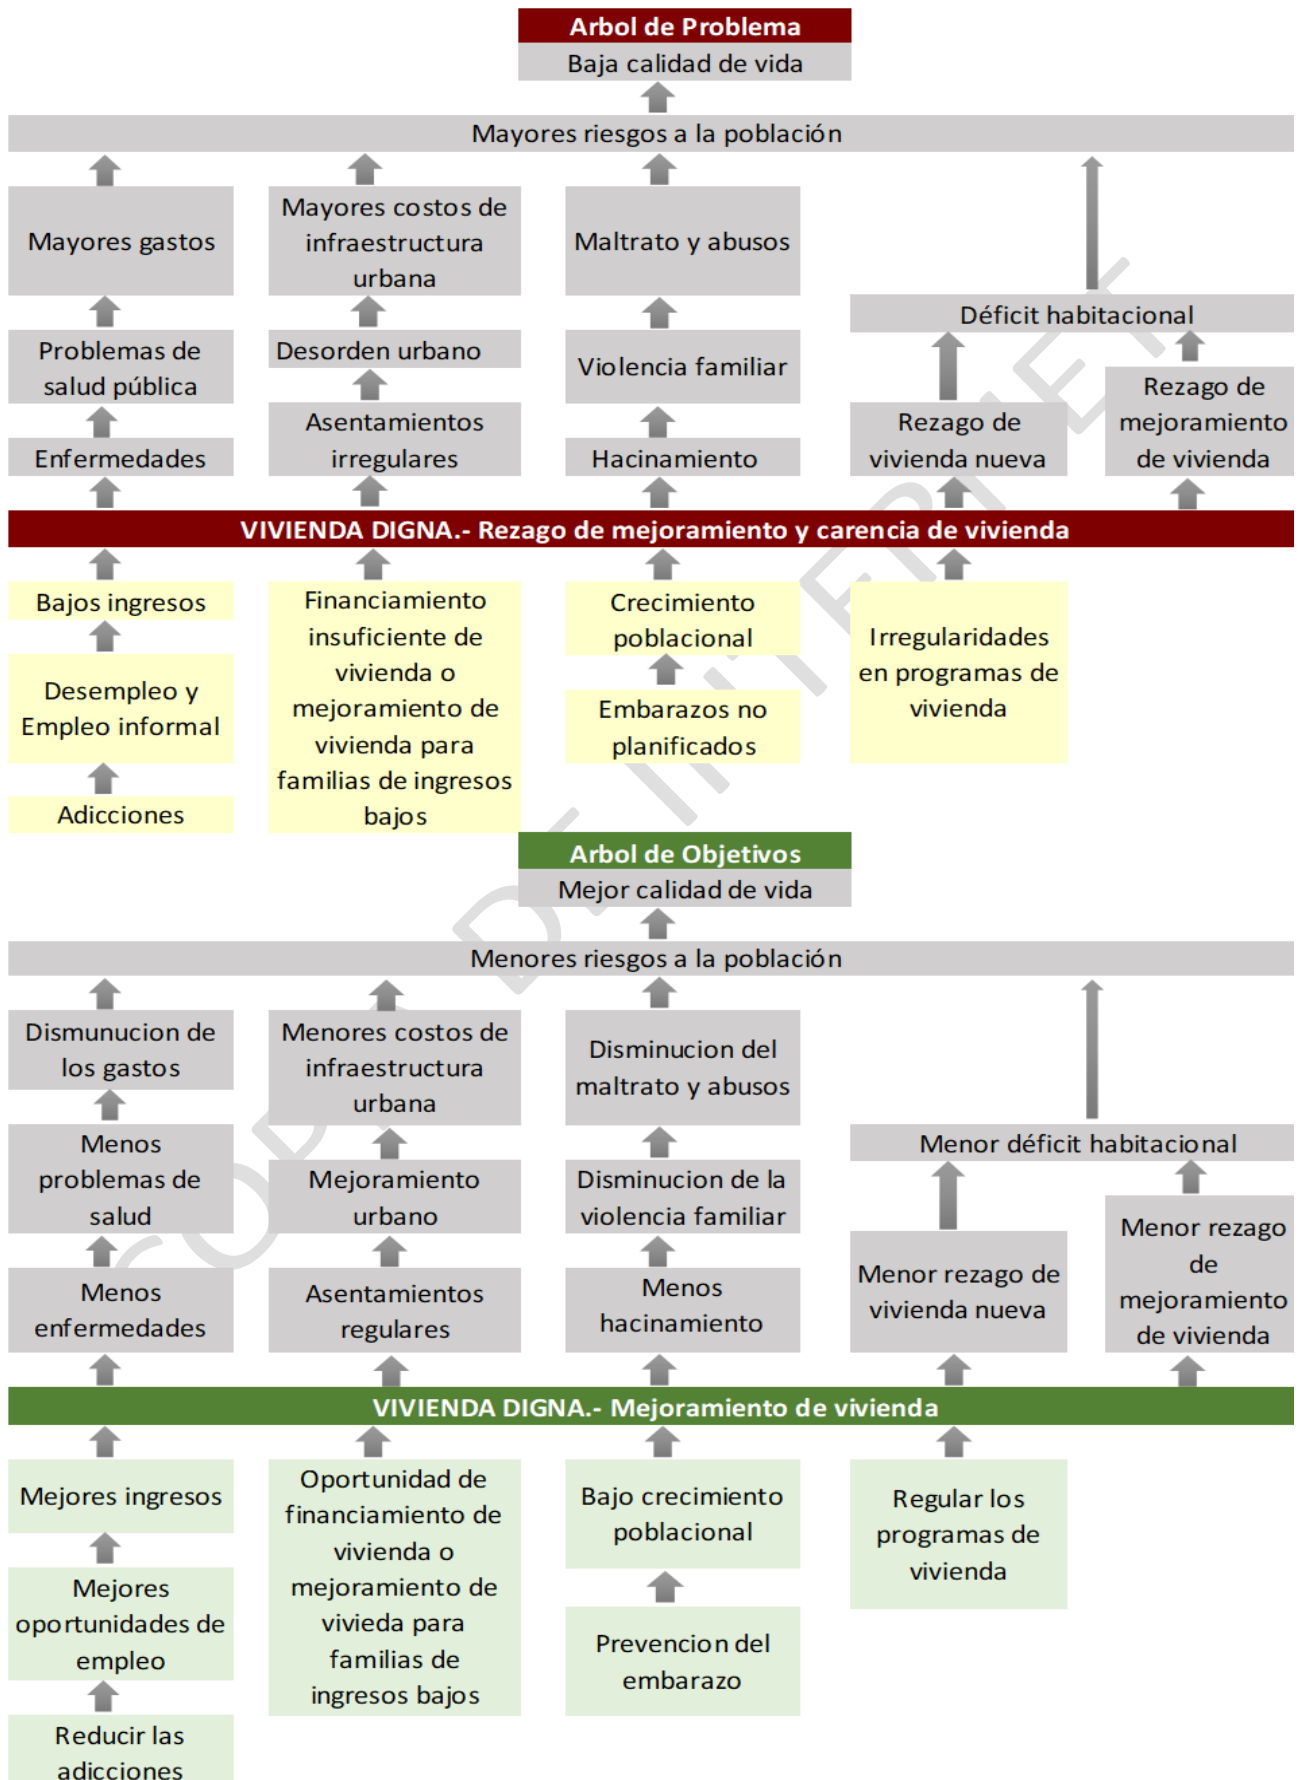 Arbol de Problema
Baja calidad de vida
Mayores riesgos a la población
Mayores gastos
Mayores costos de
infraestructura
urbana
Maltrato y abusos
Déficit habitacional
Problemas de
salud pública
Desorden urbano
Violencia familiar
Rezago de
mejoramiento
de vivienda
Enfermedades
Asentamientos
irregulares
Hacinamiento
Rezago de
vivienda nueva
VIVIENDA DIGNA.- Rezago de mejoramiento y carencia de vivienda
Bajos ingresos
Financiamiento
insuficiente de
vivienda o
mejoramiento de
vivienda para
familias de ingresos
bajos
Crecimiento
poblacional
Irregularidades
en programas de
vivienda
Desempleo y
Empleo informal
Embarazos no
planificados
Adicciones
Arbol de Objetivos
Mejor calidad de vida
Menores riesgos a la población
Dismunucion de
los gastos
Menores costos de
infraestructura
urbana
Disminucion del
maltrato y abusos
Menor déficit habitacional
Menos
problemas de
salud
Mejoramiento
urbano
Disminucion de la
violencia familiar
Menor rezago
de
mejoramiento
de vivienda
Menos
enfermedades
Asentamientos
regulares
Menos
hacinamiento
Menor rezago de
vivienda nueva
VIVIENDA DIGNA.- Mejoramiento de vivienda
Mejores ingresos
Oportunidad de
financiamiento de
vivienda o
mejoramiento de
vivieda para
familias de
ingresos bajos
Bajo crecimiento
poblacional
Regular los
programas de
vivienda
Mejores
oportunidades de
empleo
Prevencion del
embarazo
Reducir las
adicciones